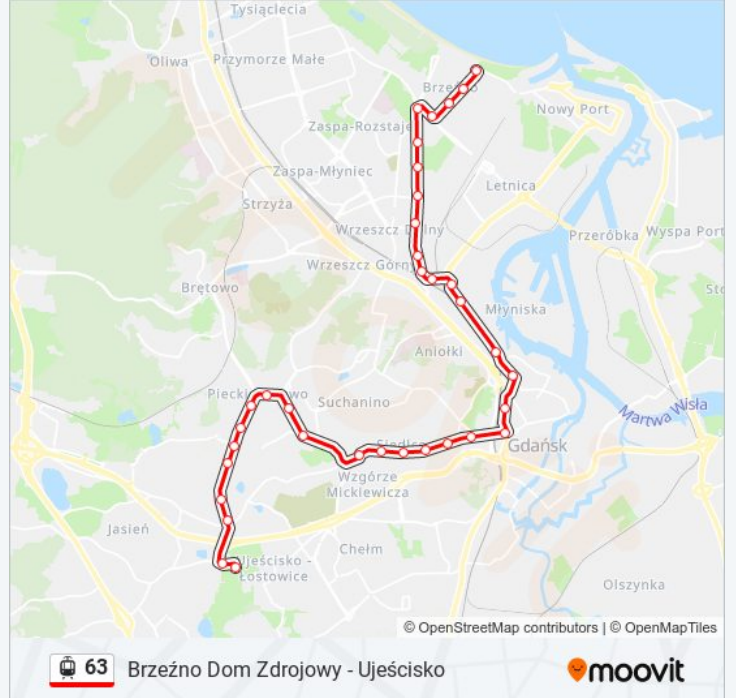 Tysiąclecia
Oliwa
Przymorze Małe
Brzeźno
Nowy Port
Zaspa-Rozstaje
Zaspa-Młyniec
Letnica
Strzyża
Wrzeszcz Dolny
Przeróbka
Wyspa Port
Wrzeszcz Górny
Brętowo
Sto
Młyniska
Aniołki
Piecki-Migowo
Suchanino
Martwa Wisła
Siedlce
Gdańsk
Wzgórze
Mickiewicza
Jasień
Chełm
Ujeścisko -
Łostowice
Olszynka
© OpenStreetMap contributors | © OpenMapTiles
63 Brzeźno Dom Zdrojowy - Ujeścisko
moovit